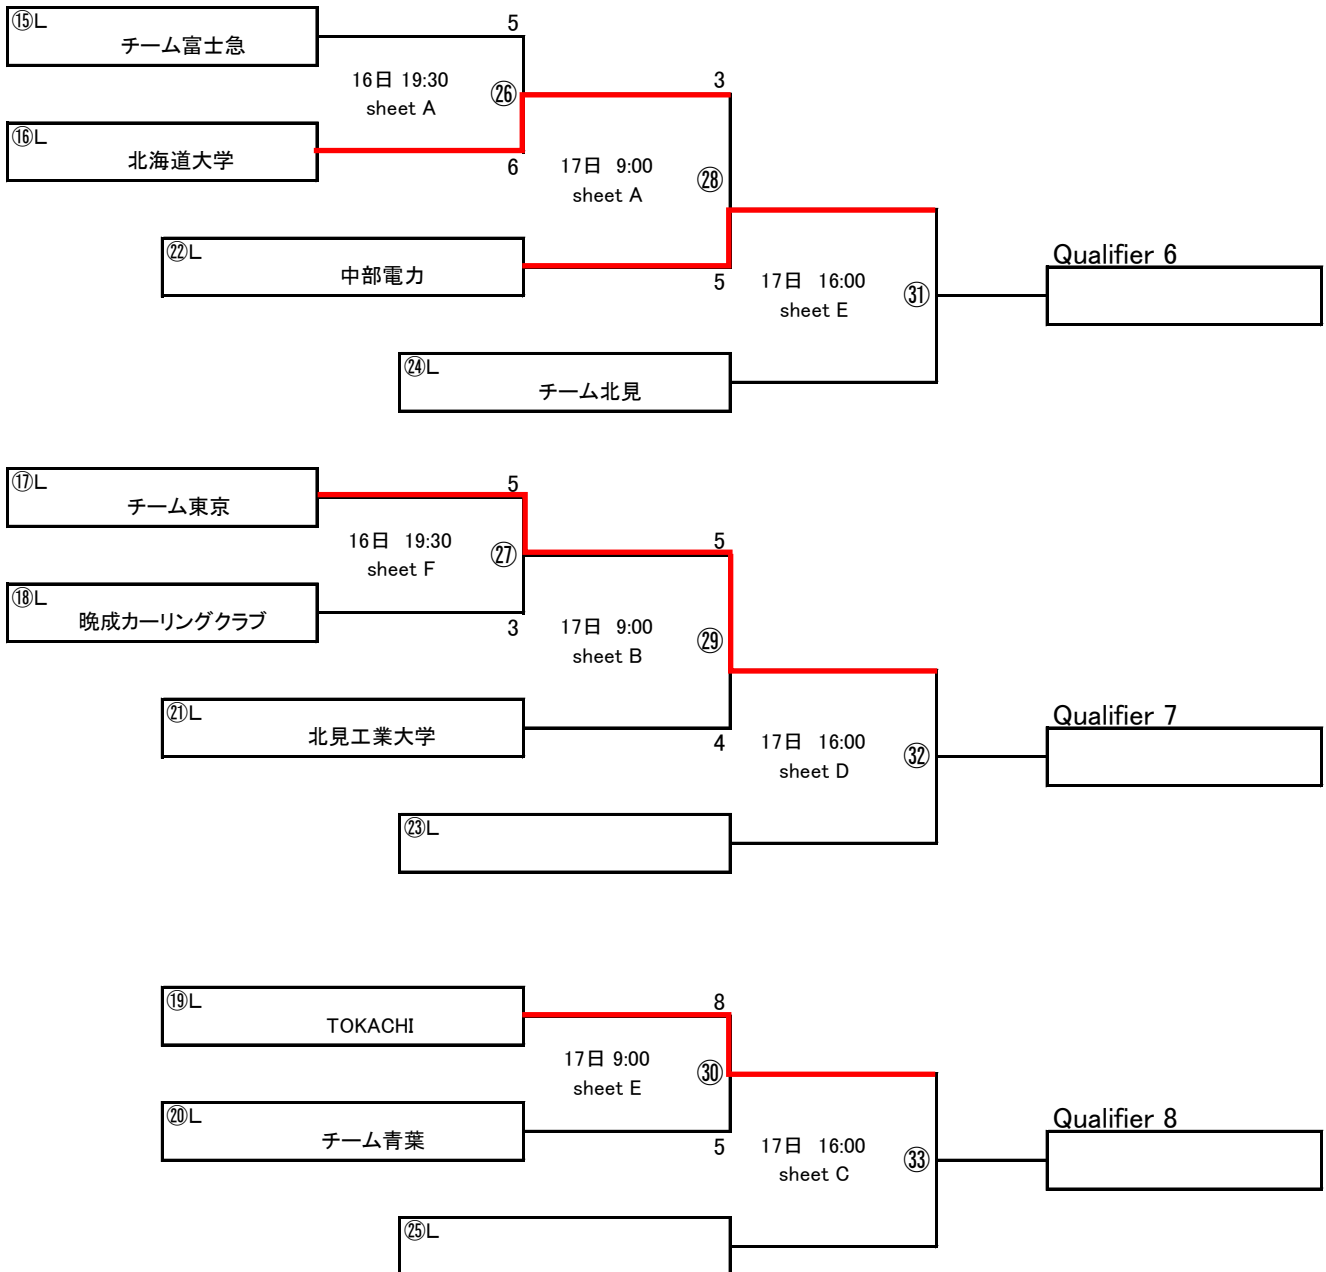 ⑮L
チーム富士急
5
16日 19:30
sheet A
㉖
3
⑯L
北海道大学
6
17日 9:00
sheet A
㉘
㉒L
中部電力
5
17日 16:00
sheet E
㉛
Qualifier 6
㉔L
チーム北見
⑰L
チーム東京
5
16日 19:30
sheet F
㉗
5
⑱L
晩成カーリングクラブ
3
17日 9:00
sheet B
㉙
㉑L
北見工業大学
4
17日 16:00
sheet D
㉜
Qualifier 7
㉓L
⑲L
TOKACHI
8
17日 9:00
sheet E
㉚
⑳L
チーム青葉
5
17日 16:00
sheet C
㉝
Qualifier 8
㉕L